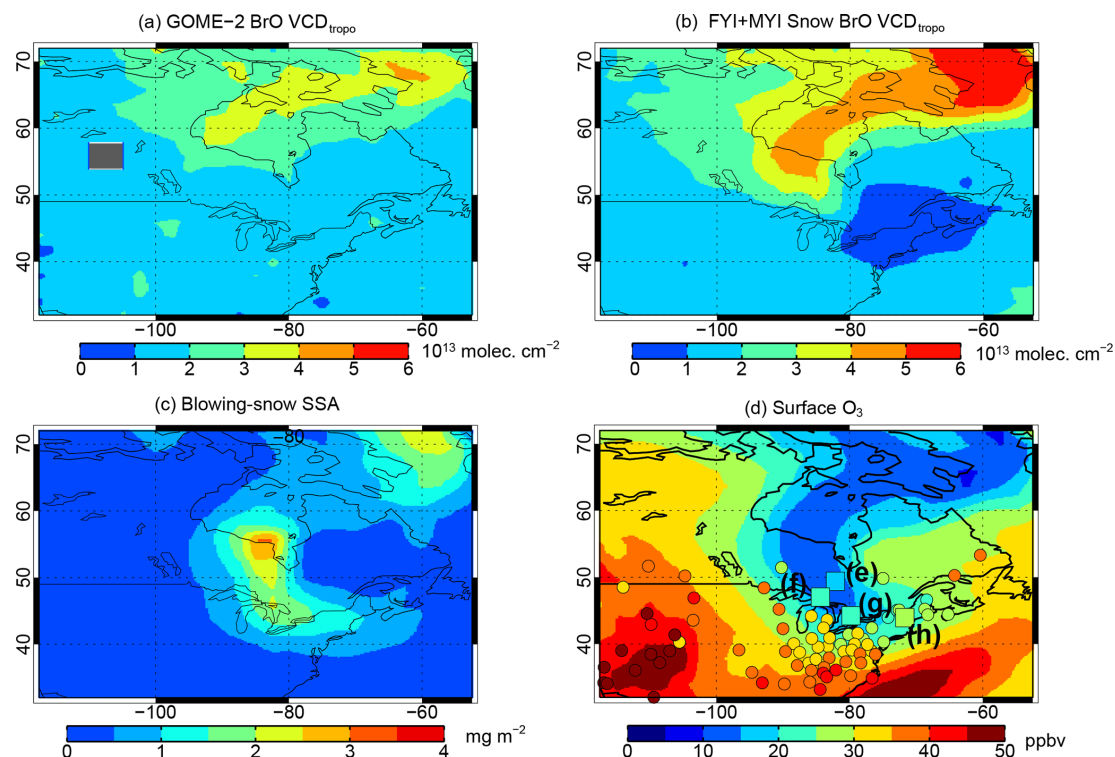 (a) GOME−2 BrO VCDtropo
(b) FYI+MYI Snow BrO VCDtropo
70
60
50
40
−100 −80 −60
70
60
50
40
−100 −80 −60
0 1 2 3 4 5 6 10¹³ molec. cm⁻²
0 1 2 3 4 5 6 10¹³ molec. cm⁻²
(c) Blowing-snow SSA
(d) Surface O₃
−80
70
60
50
40
−100 −80 −60
70
60
50
40
(e)
(f)
(g)
(h)
−100 −80 −60
0 1 2 3 4 mg m⁻²
0 10 20 30 40 50 ppbv